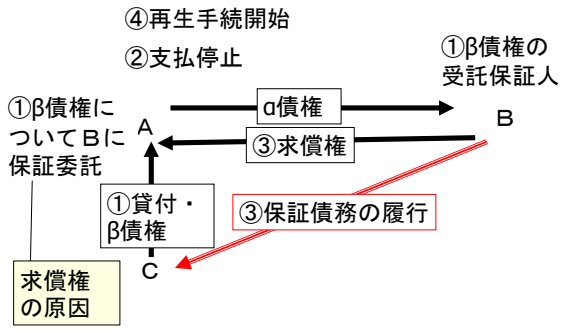 ④再生手続開始
②支払停止
①β債権の
受託保証人
①β債権に
ついてBに
保証委託
A
α債権
B
③求償権
①貸付・
β債権
③保証債務の履行
C
求償権
の原因